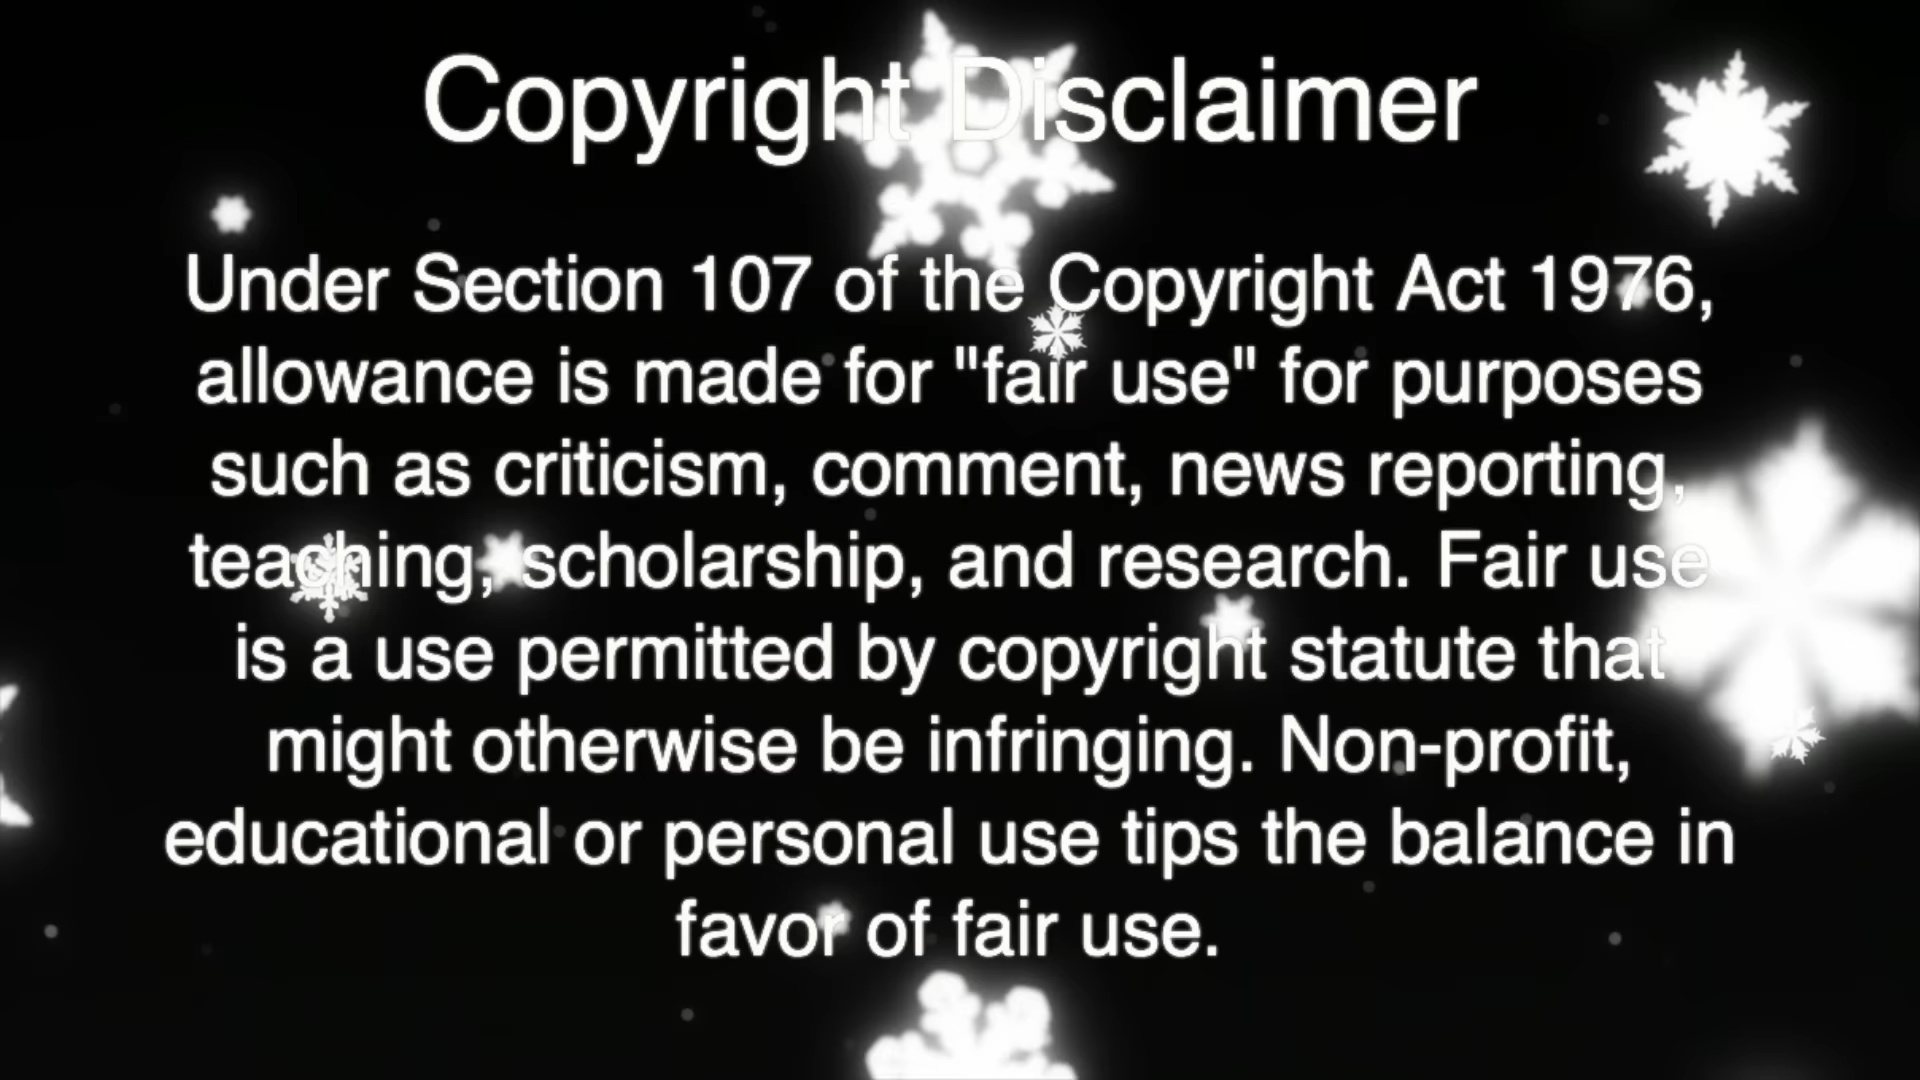 Copyright Disclaimer
Under Section 107 of the Copyright Act 1976,
allowance is made for "fair use" for purposes
such as criticism, comment, news reporting,
teaching, scholarship, and research. Fair use
is a use permitted by copyright statute that
might otherwise be infringing. Non-profit,
educational or personal use tips the balance in
favor of fair use.